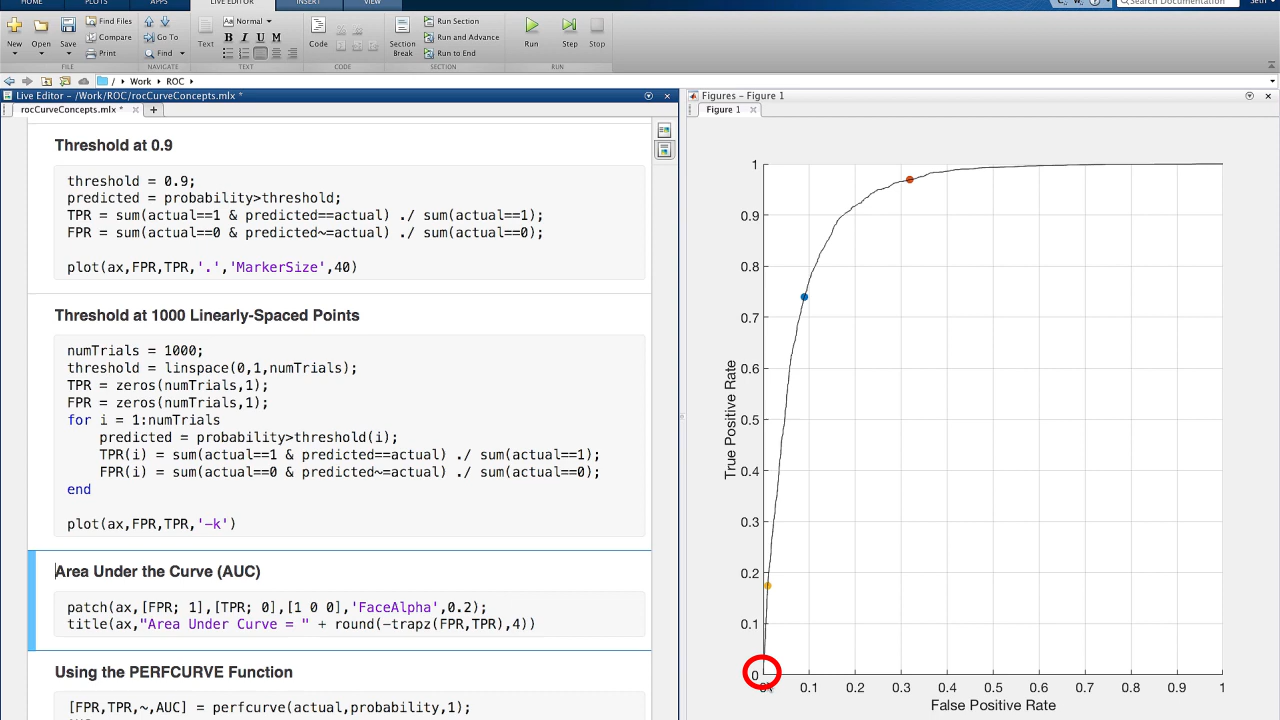 HOME PLOTS APPS LIVE EDITOR INSERT VIEW
Search Documentation
New Open Save Find Files Compare Print
Go To Find
Text Normal B I U M
Code Section Break
Run Section Run and Advance Run to End
Run Step Stop
FILE NAVIGATE TEXT CODE SECTION RUN
/ Work ROC
Live Editor - /Work/ROC/rocCurveConcepts.mlx *
rocCurveConcepts.mlx *
Threshold at 0.9
threshold = 0.9;
predicted = probability>threshold;
TPR = sum(actual==1 & predicted==actual) ./ sum(actual==1);
FPR = sum(actual==0 & predicted~=actual) ./ sum(actual==0);
plot(ax,FPR,TPR,'.','MarkerSize',40)
Threshold at 1000 Linearly-Spaced Points
numTrials = 1000;
threshold = linspace(0,1,numTrials);
TPR = zeros(numTrials,1);
FPR = zeros(numTrials,1);
for i = 1:numTrials
predicted = probability>threshold(i);
TPR(i) = sum(actual==1 & predicted==actual) ./ sum(actual==1);
FPR(i) = sum(actual==0 & predicted~=actual) ./ sum(actual==0);
end
plot(ax,FPR,TPR,'-k')
Area Under the Curve (AUC)
patch(ax,[FPR; 1],[TPR; 0],[1 0 0],'FaceAlpha',0.2);
title(ax,"Area Under Curve = " + round(-trapz(FPR,TPR),4))
Using the PERFCURVE Function
[FPR,TPR,~,AUC] = perfcurve(actual,probability,1);
Figures - Figure 1
Figure 1
1
0.9
0.8
0.7
0.6
0.5
0.4
0.3
0.2
0.1
0
True Positive Rate
0 0.1 0.2 0.3 0.4 0.5 0.6 0.7 0.8 0.9 1
False Positive Rate